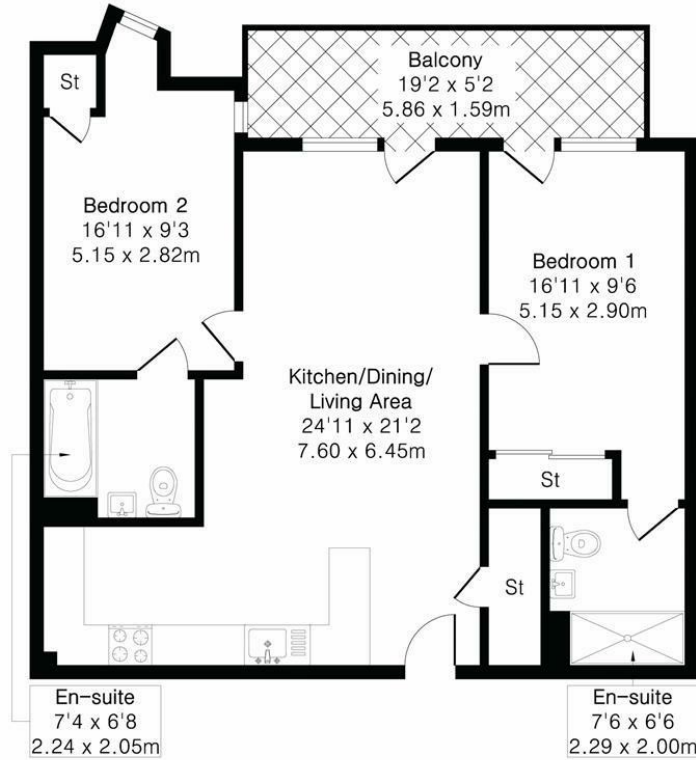 Balcony
19'2 x 5'2
5.86 x 1.59m
St
Bedroom 2
16'11 x 9'3
5.15 x 2.82m
Bedroom 1
16'11 x 9'6
5.15 x 2.90m
Kitchen/Dining/
Living Area
24'11 x 21'2
7.60 x 6.45m
St
St
En-suite
7'4 x 6'8
2.24 x 2.05m
En-suite
7'6 x 6'6
2.29 x 2.00m